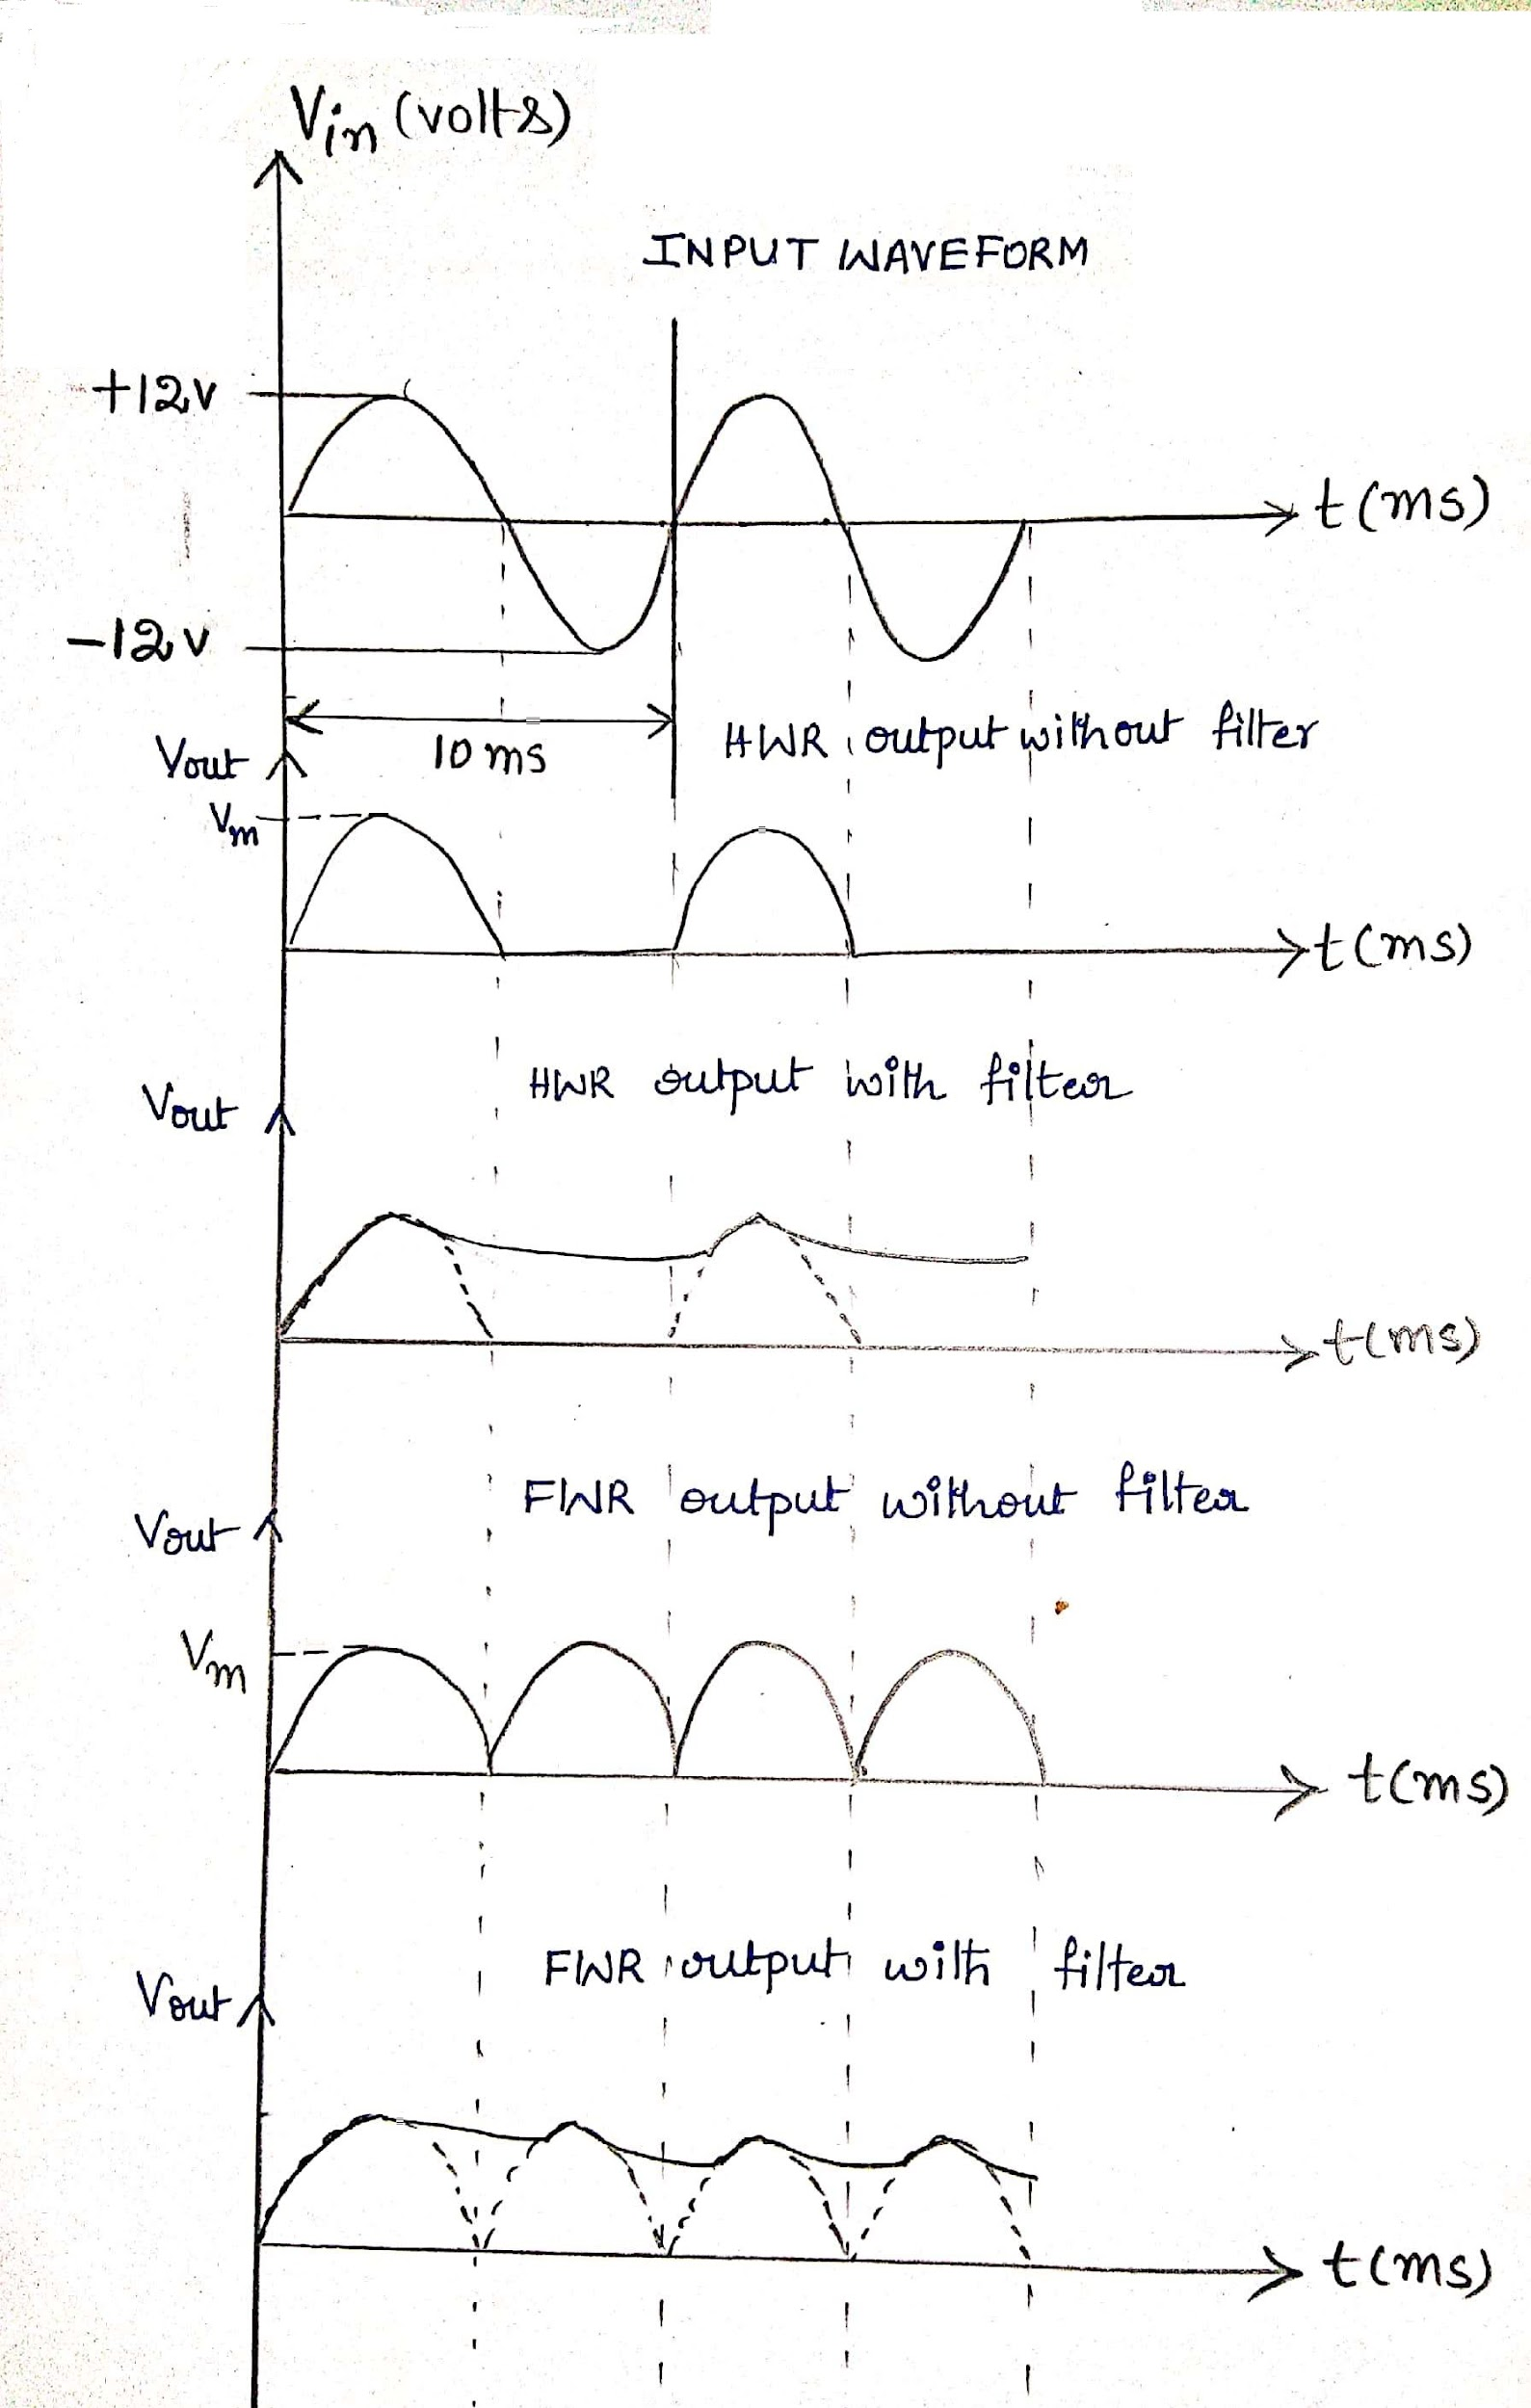 Vin (volts)
INPUT WAVEFORM
+12v
t(ms)
-12v
10 ms
HWR output without filter
Vout
Vm
t(ms)
HWR output with filter
Vout
t(ms)
FWR output without filter
Vout
Vm
t(ms)
FWR output with filter
Vout
t(ms)